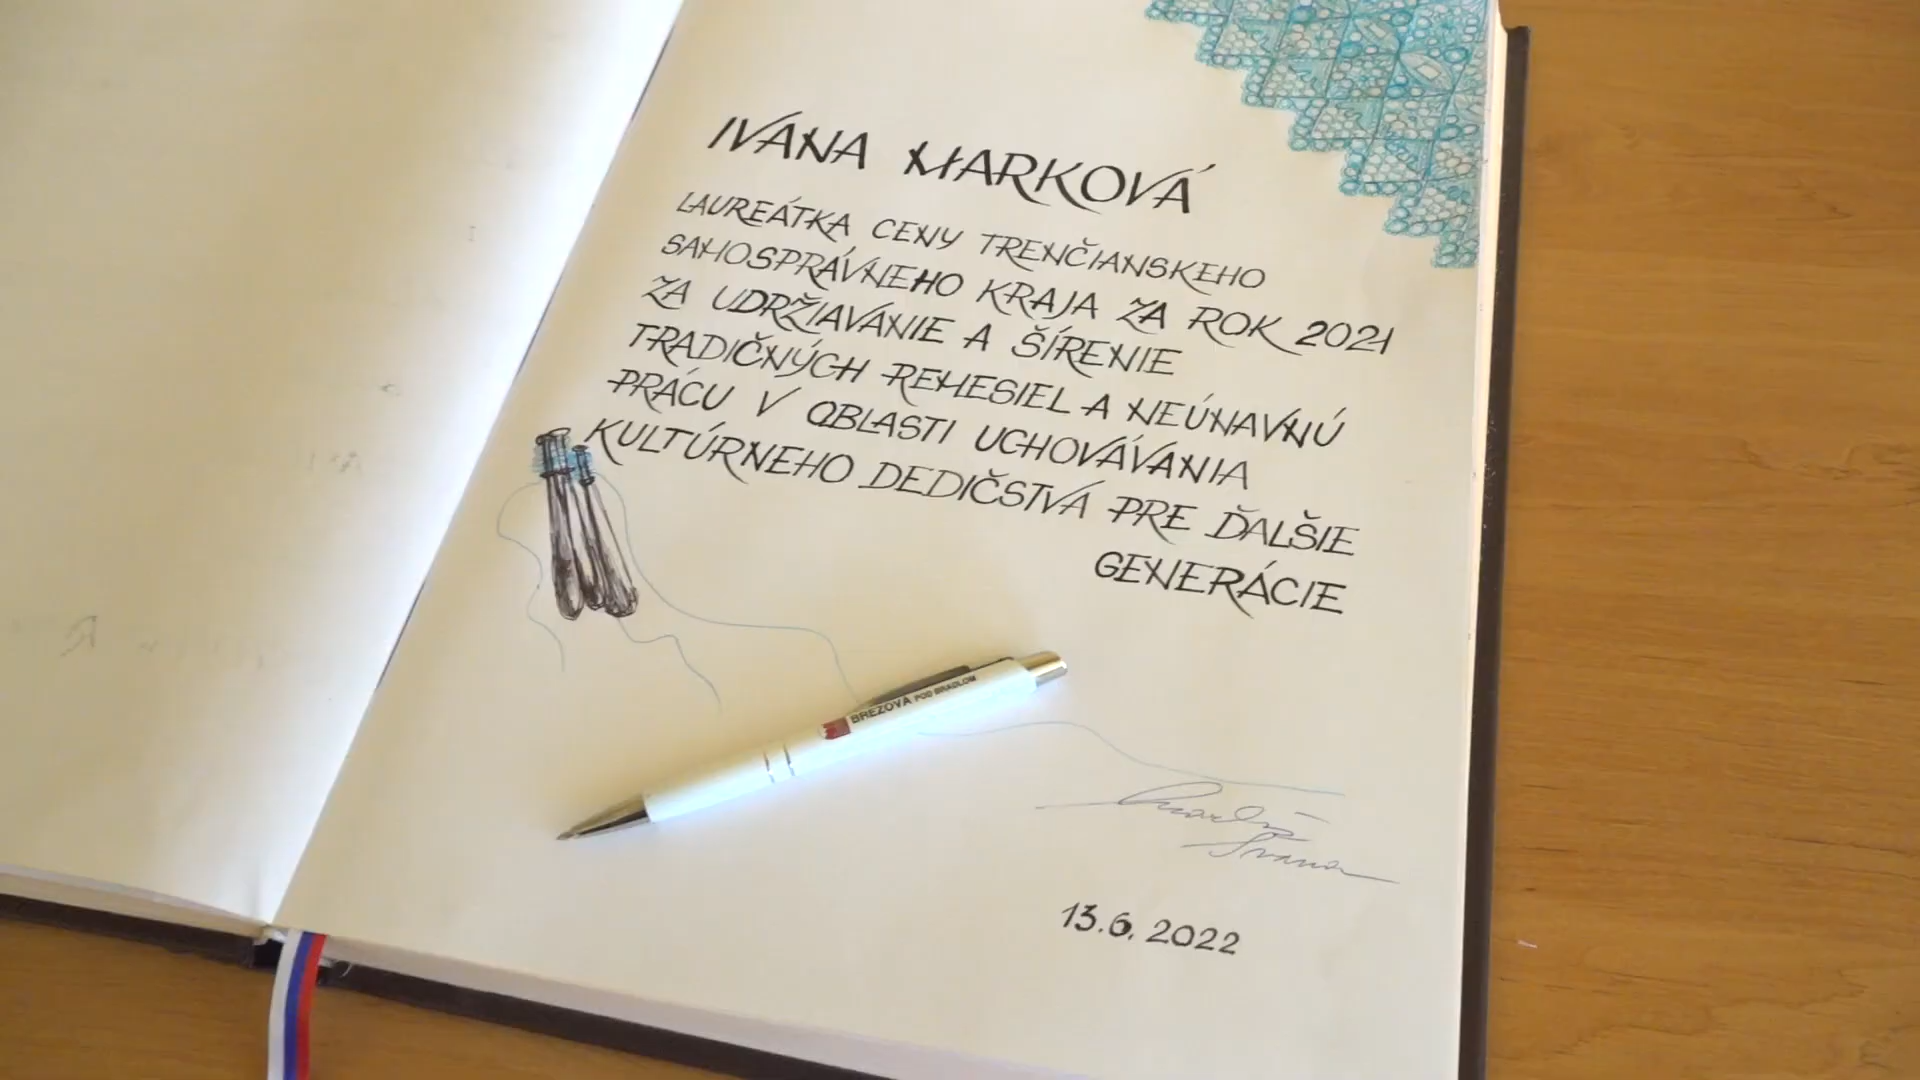 IVANA MARKOVÁ
LAUREÁTKA CENY TRENČIANSKEHO
SAMOSPRÁVNEHO KRAJA ZA ROK 2021
ZA UDRŽIAVANIE A ŠÍRENIE
TRADIČNÝCH REMESIEL A NEÚNAVNÚ
PRÁCU V OBLASTI UCHOVÁVANIA
KULTÚRNEHO DEDIČSTVA PRE ĎALŠIE
GENERÁCIE
BREZOVÁ POD BRADLOM
Ivana
13.6.2022